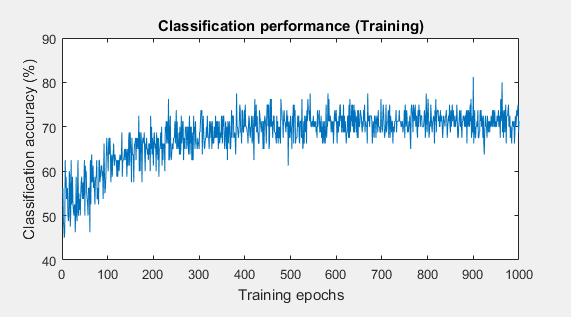 Classification performance (Training)
Classification accuracy (%)
90
80
70
60
50
40
0 100 200 300 400 500 600 700 800 900 1000
Training epochs